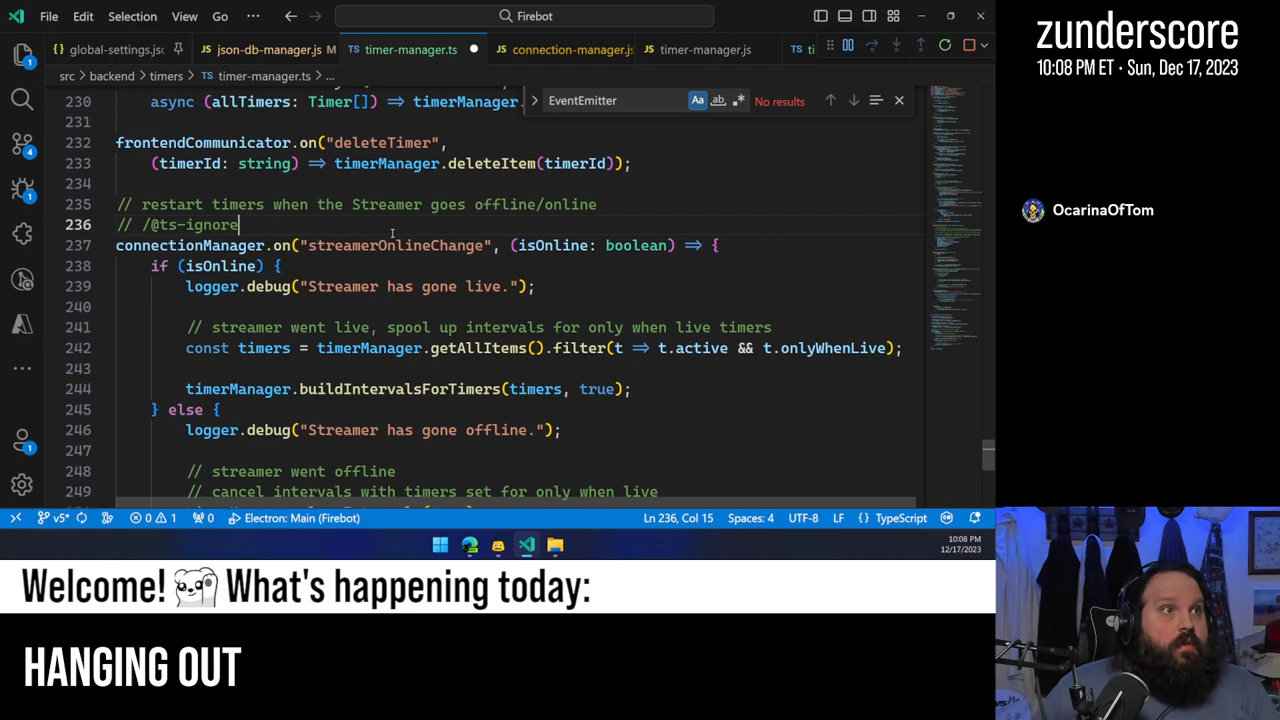 File Edit Selection View Go ··· Firebot
global-settings.jsc json-db-manager.js M timer-manager.ts connection-manager.js timer-manager.js
src > backend > timers > TS timer-manager.ts > ...
EventEmitter Aa ab No results
230 async (allTimers: Timer[]) => timerManager.
231
232 frontendCommunicator.on("deleteTimer",
233 (timerId: string) => timerManager.deleteItem(timerId));
234
235 // restart timers when the Streamer goes offline/online
236 // /@ts-ignore
237 connectionManager.on("streamerOnlineChange", (isOnline: boolean) => {
238 if (isOnline) {
239 logger.debug("Streamer has gone live.");
240
241 // streamer went live, spool up intervals for only when live timers
242 const timers = timerManager.getAllItems().filter(t => t.active && t.onlyWhenLive);
243
244 timerManager.buildIntervalsForTimers(timers, true);
245 } else {
246 logger.debug("Streamer has gone offline.");
247
248 // streamer went offline
249 // cancel intervals with timers set for only when live
v5* 0 1 0 Electron: Main (Firebot) Ln 236, Col 15 Spaces: 4 UTF-8 LF {} TypeScript
10:08 PM
12/17/2023
zunderscore
10:08 PM ET • Sun, Dec 17, 2023
OcarinaOfTom
Welcome! What's happening today:
HANGING OUT